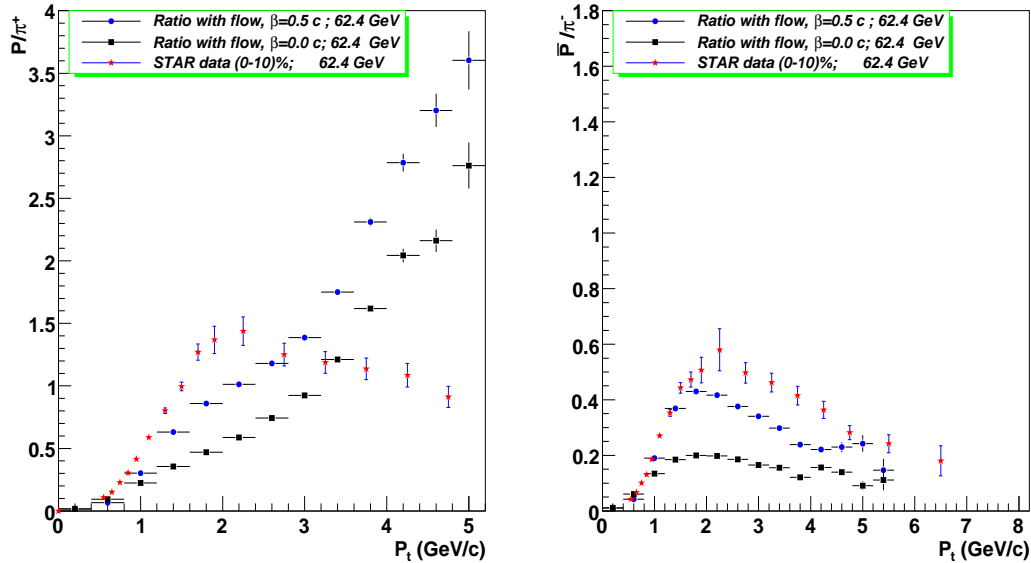 Ratio with flow, β=0.5 c ; 62.4 GeV
Ratio with flow, β=0.0 c; 62.4 GeV
STAR data (0-10)%; 62.4 GeV
P/π+
4
3.5
3
2.5
2
1.5
1
0.5
0
0 1 2 3 4 5
Pt (GeV/c)
Ratio with flow, β=0.5 c ; 62.4 GeV
Ratio with flow, β=0.0 c; 62.4 GeV
STAR data (0-10)%; 62.4 GeV
P̅/π-
1.8
1.6
1.4
1.2
1
0.8
0.6
0.4
0.2
0
0 1 2 3 4 5 6 7 8
Pt (GeV/c)